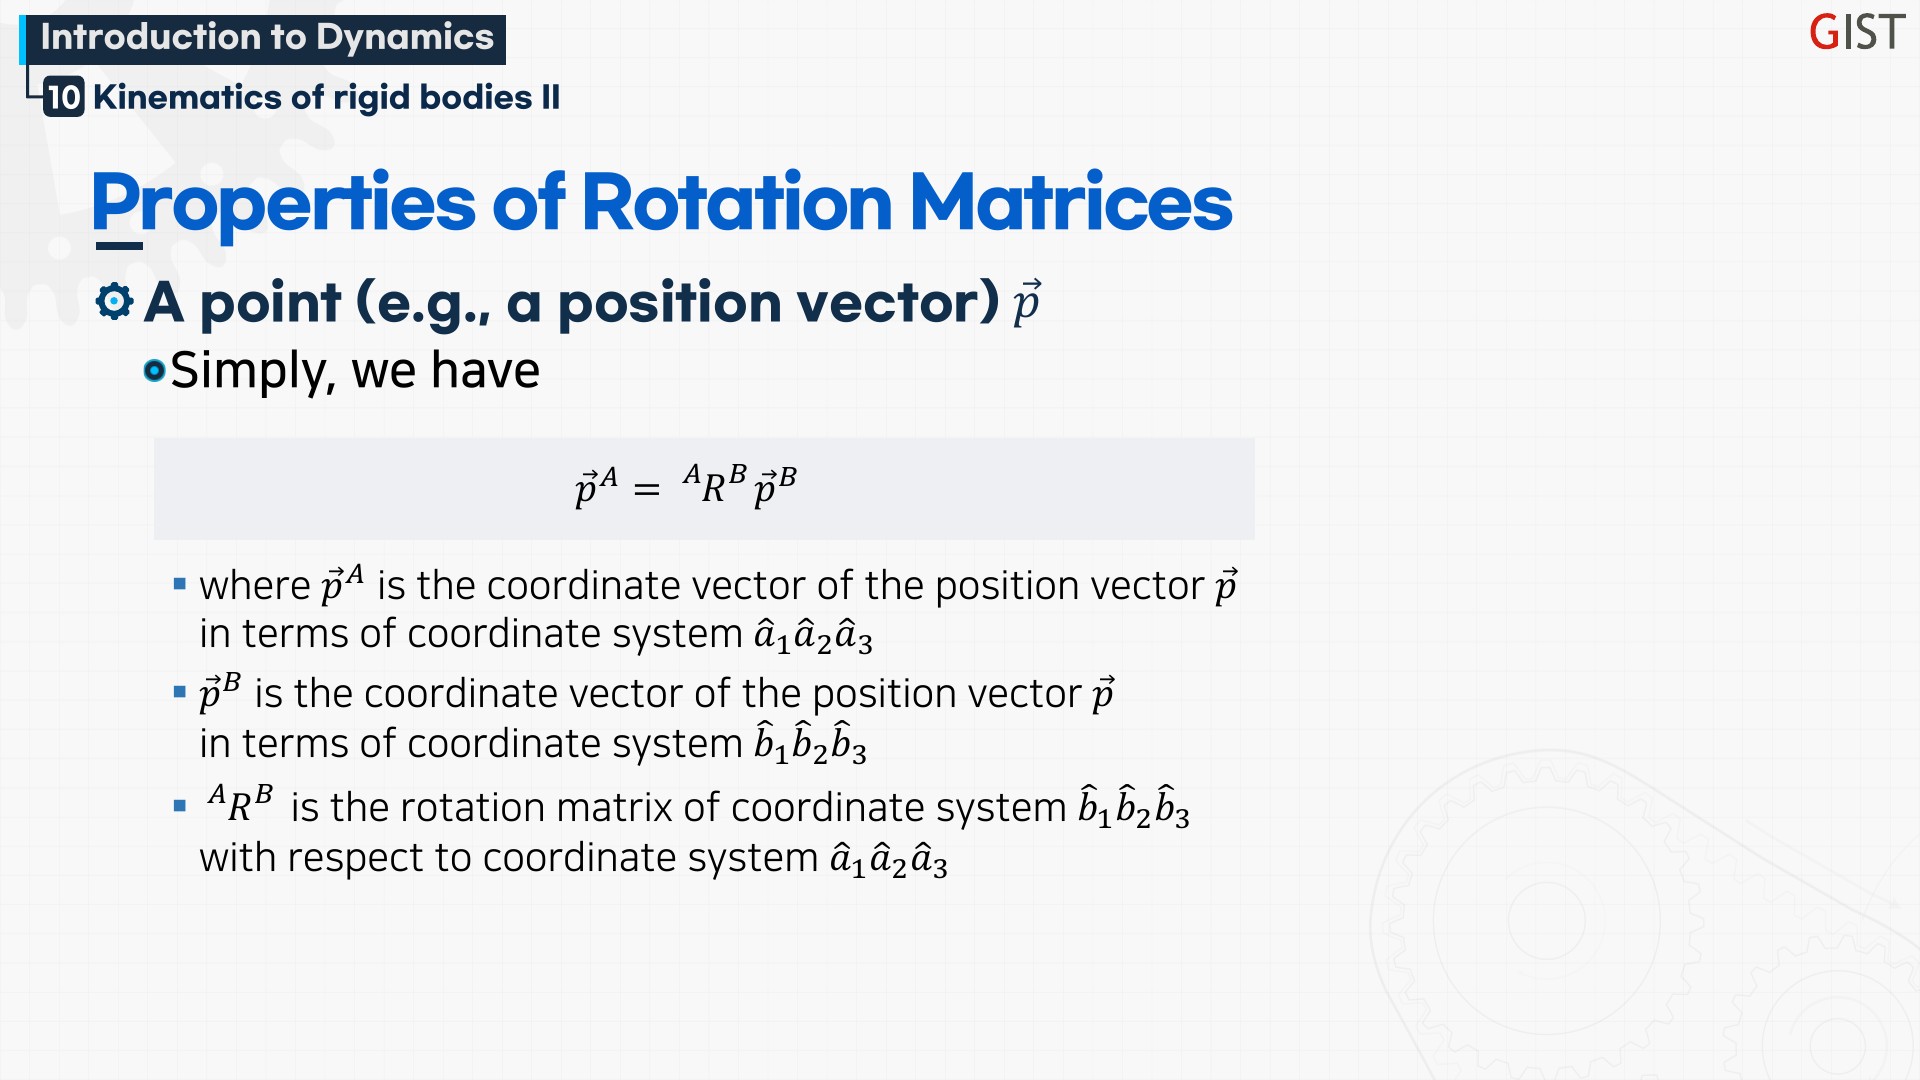 Introduction to Dynamics
GIST
10 Kinematics of rigid bodies II
Properties of Rotation Matrices
A point (e.g., a position vector) p⃗
Simply, we have
p⃗ᴬ = ᴬRᴮ p⃗ᴮ
where p⃗ᴬ is the coordinate vector of the position vector p⃗
in terms of coordinate system â₁â₂â₃
p⃗ᴮ is the coordinate vector of the position vector p⃗
in terms of coordinate system b̂₁b̂₂b̂₃
ᴬRᴮ is the rotation matrix of coordinate system b̂₁b̂₂b̂₃
with respect to coordinate system â₁â₂â₃